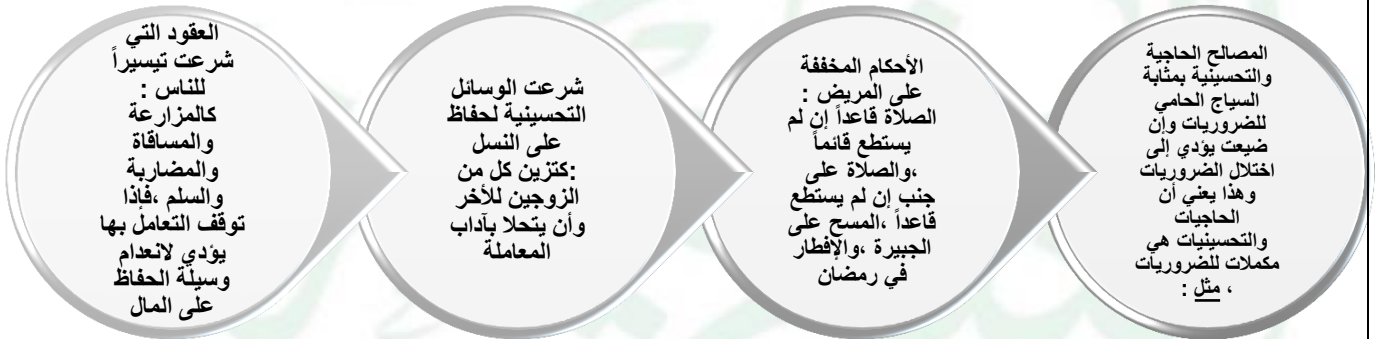 المصالح الحاجية
والتحسينية بمثابة
السياج الحامي
للضروريات وإن
ضيعت يؤدي إلى
اختلال الضروريات
وهذا يعني أن
الحاجيات
والتحسينيات هي
مكملات للضروريات
، مثل :
الأحكام المخففة
على المريض :
الصلاة قاعداً إن لم
يستطع قائماً
،والصلاة على
جنب إن لم يستطع
قاعداً ،المسح على
الجبيرة ،والإفطار
في رمضان
شرعت الوسائل
التحسينية لحفاظ
على النسل
:كتزين كل من
الزوجين للأخر
وأن يتحلا بآداب
المعاملة
العقود التي
شرعت تيسيراً
للناس :
كالمزارعة
والمساقاة
والمضاربة
والسلم ،فإذا
توقف التعامل بها
يؤدي لانعدام
وسيلة الحفاظ
على المال